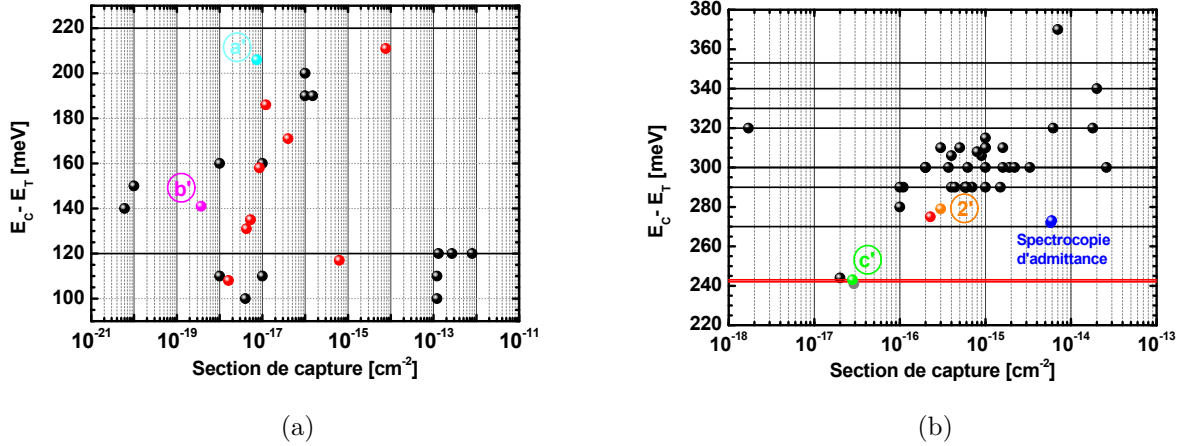 220
200
180
160
140
120
100
E_C- E_T [meV]
a'
b'
10^-21
10^-19
10^-17
10^-15
10^-13
10^-11
Section de capture [cm^-2]
(a)
380
360
340
320
300
280
260
240
220
E_C- E_T [meV]
2'
c'
Spectrocopie
d'admittance
10^-18
10^-17
10^-16
10^-15
10^-14
10^-13
Section de capture [cm^-2]
(b)